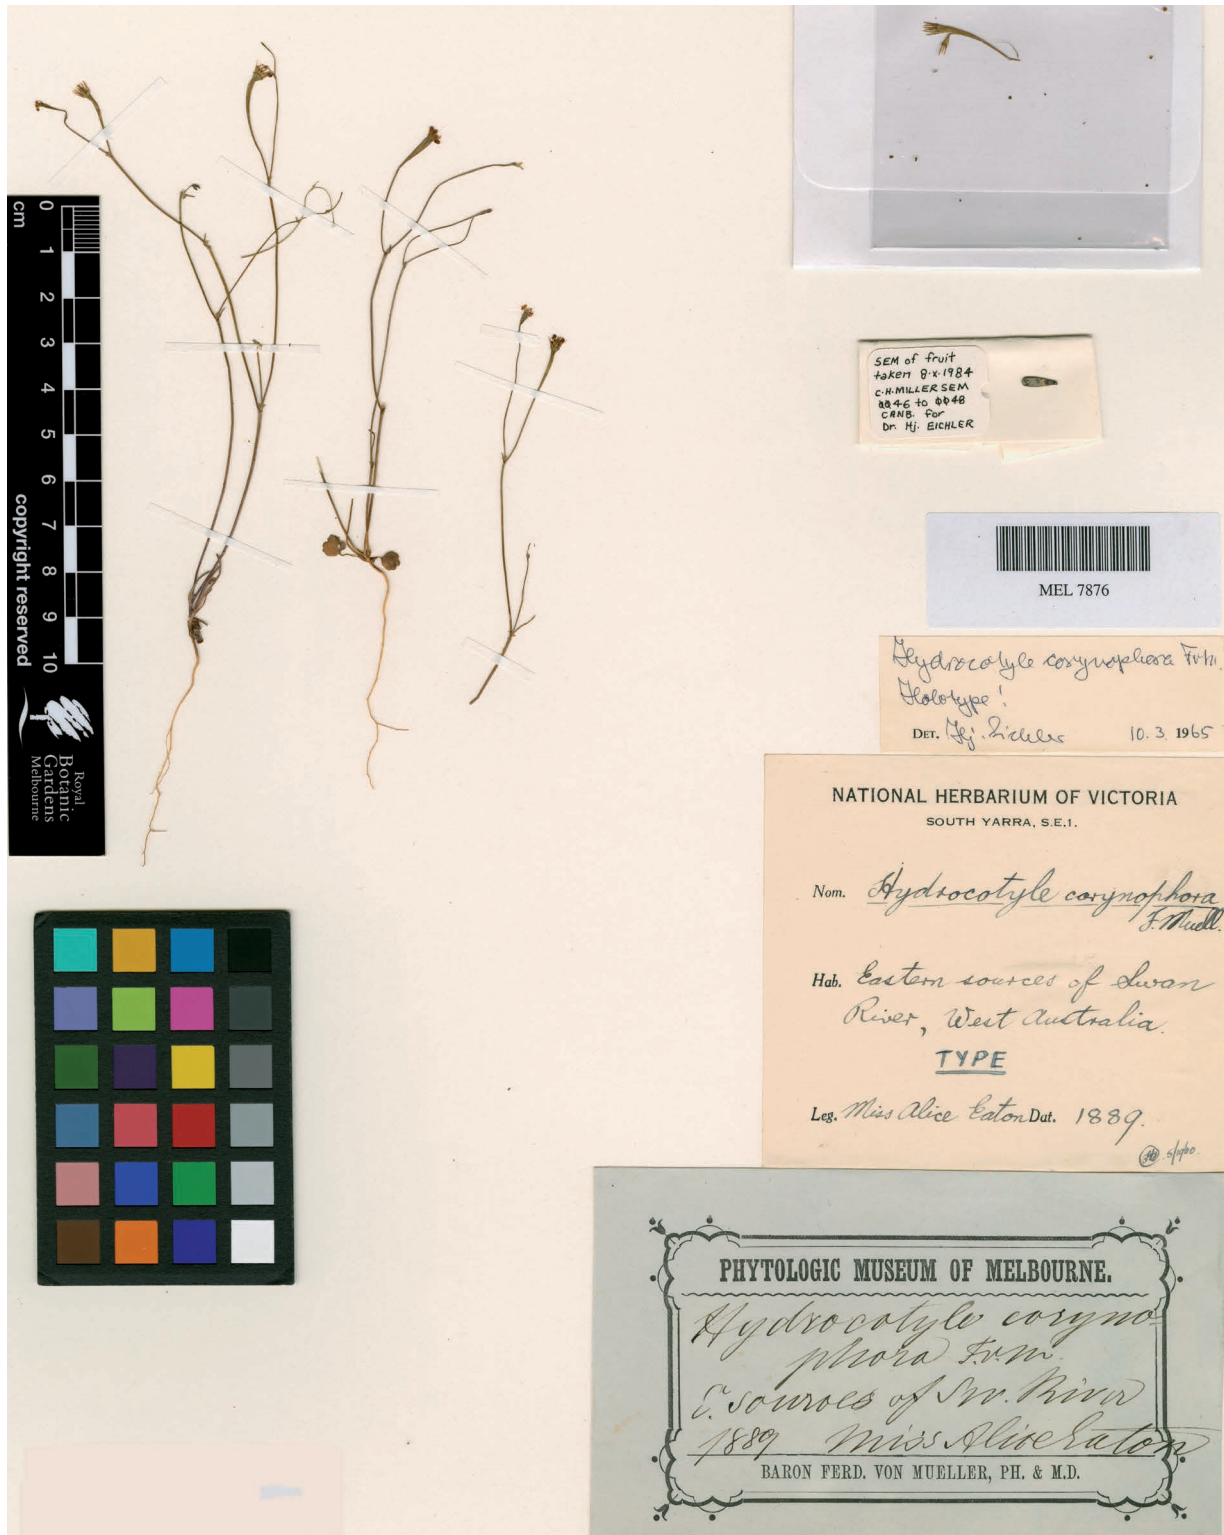 cm
0
1
2
3
4
5
6
7
8
9
10
copyright reserved
Royal
Botanic
Gardens
Melbourne
SEM of fruit
taken 8·X·1984
C.H.MILLER SEM
0046 to 0048
CANB. for
Dr. Hj. EICHLER
MEL 7876
Hydrocotyle corynophora FvM.
Holotype!
DET. Hj. Eichler 10. 3. 1965
NATIONAL HERBARIUM OF VICTORIA
SOUTH YARRA, S.E.1.
Nom. Hydrocotyle corynophora
F. Muell.
Hab. Eastern sources of Swan
River, West Australia.
TYPE
Leg. Miss Alice Eaton Dat. 1889.
PHYTOLOGIC MUSEUM OF MELBOURNE.
Hydrocotyle coryno=
phora F.v.M.
E. sources of Sw. River
1889 Miss Alice Eaton
BARON FERD. VON MUELLER, PH. & M.D.